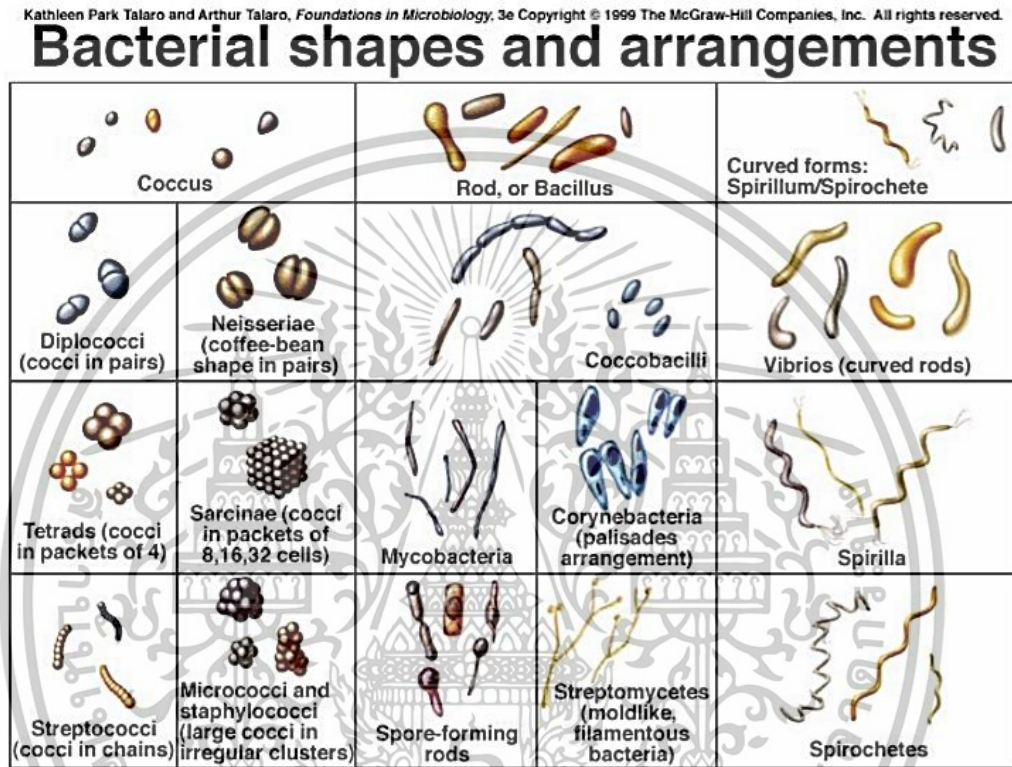 Kathleen Park Talaro and Arthur Talaro, Foundations in Microbiology, 3e Copyright © 1999 The McGraw-Hill Companies, Inc. All rights reserved.
Bacterial shapes and arrangements
Coccus
Rod, or Bacillus
Curved forms:
Spirillum/Spirochete
Diplococci
(cocci in pairs)
Neisseriae
(coffee-bean
shape in pairs)
Coccobacilli
Vibrios (curved rods)
Tetrads (cocci
in packets of 4)
Sarcinae (cocci
in packets of
8,16,32 cells)
Mycobacteria
Corynebacteria
(palisades
arrangement)
Spirilla
Streptococci
(cocci in chains)
Micrococci and
staphylococci
(large cocci in
irregular clusters)
Spore-forming
rods
Streptomycetes
(moldlike,
filamentous
bacteria)
Spirochetes